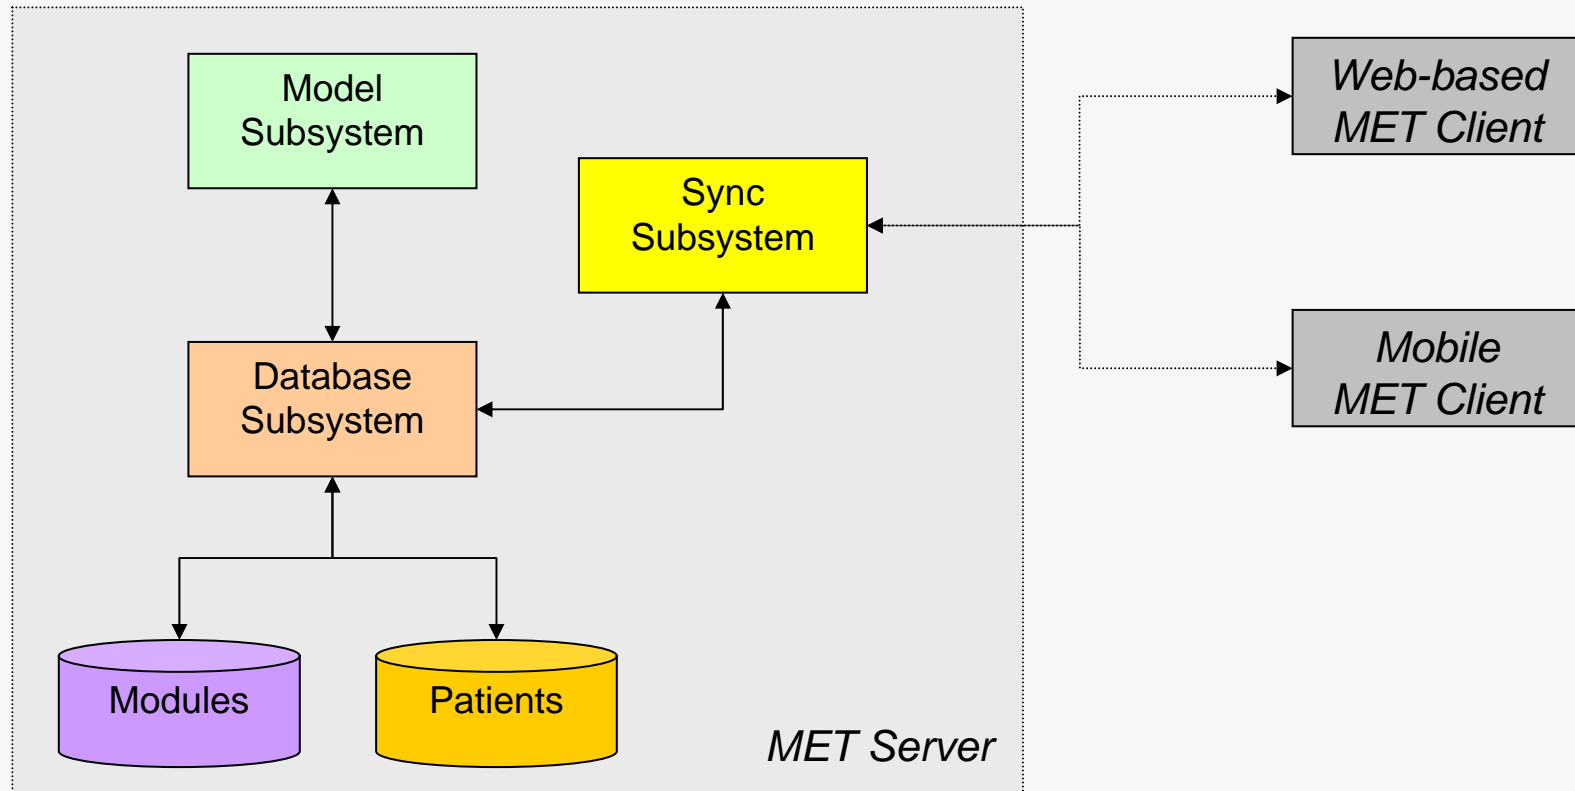 Model
Subsystem
Web-based
MET Client
Sync
Subsystem
Database
Subsystem
Mobile
MET Client
Modules
Patients
MET Server